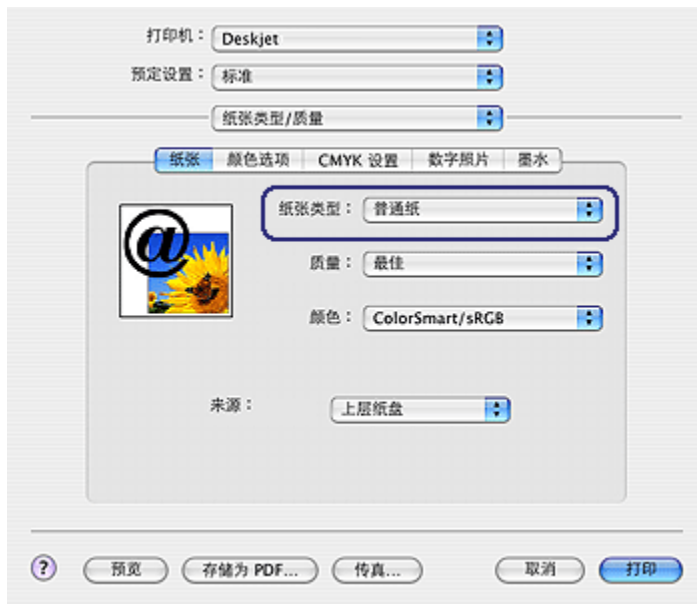 打印机： Deskjet
预定设置： 标准
纸张类型/质量
纸张 颜色选项 CMYK 设置 数字照片 墨水
纸张类型： 普通纸
@
质量： 最佳
颜色： ColorSmart/sRGB
来源： 上层纸盘
? 预览 存储为 PDF... 传真... 取消 打印